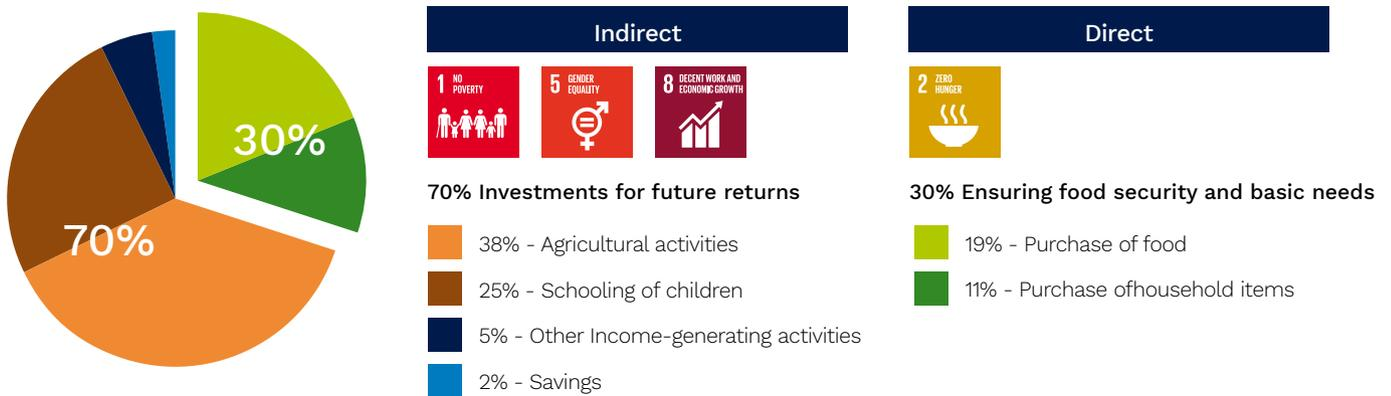 30%
70%
Indirect
1 NO
POVERTY
5 GENDER
EQUALITY
8 DECENT WORK AND
ECONOMIC GROWTH
70% Investments for future returns
38% - Agricultural activities
25% - Schooling of children
5% - Other Income-generating activities
2% - Savings
Direct
2 ZERO
HUNGER
30% Ensuring food security and basic needs
19% - Purchase of food
11% - Purchase ofhousehold items